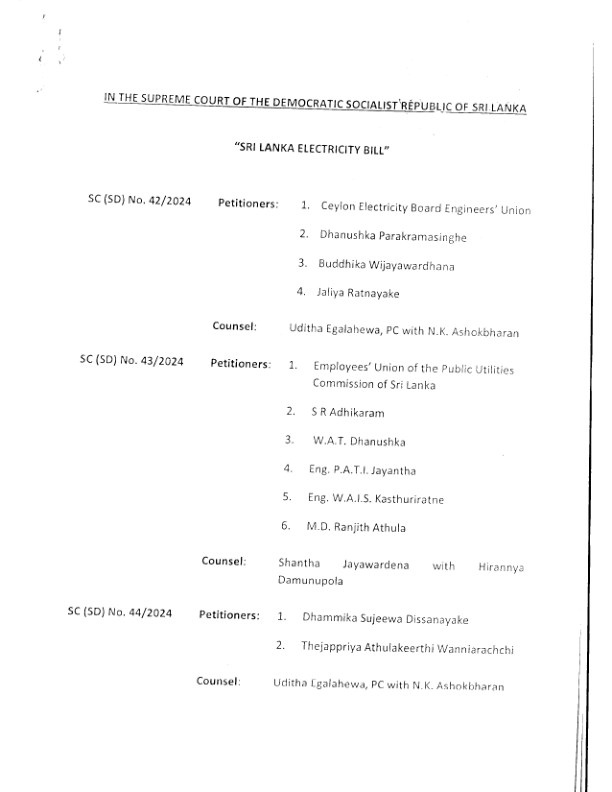 IN THE SUPREME COURT OF THE DEMOCRATIC SOCIALIST REPUBLIC OF SRI LANKA
"SRI LANKA ELECTRICITY BILL"
SC (SD) No. 42/2024 Petitioners: 1. Ceylon Electricity Board Engineers' Union
2. Dhanushka Parakramasinghe
3. Buddhika Wijayawardhana
4. Jaliya Ratnayake
Counsel: Uditha Egalahewa, PC with N.K. Ashokbharan
SC (SD) No. 43/2024 Petitioners: 1. Employees' Union of the Public Utilities
Commission of Sri Lanka
2. S R Adhikaram
3. W.A.T. Dhanushka
4. Eng. P.A.T.I. Jayantha
5. Eng. W.A.I.S. Kasthuriratne
6. M.D. Ranjith Athula
Counsel: Shantha Jayawardena with Hirannya
Damunupola
SC (SD) No. 44/2024 Petitioners: 1. Dhammika Sujeewa Dissanayake
2. Thejappriya Athulakeerthi Wanniarachchi
Counsel: Uditha Egalahewa, PC with N.K. Ashokbharan